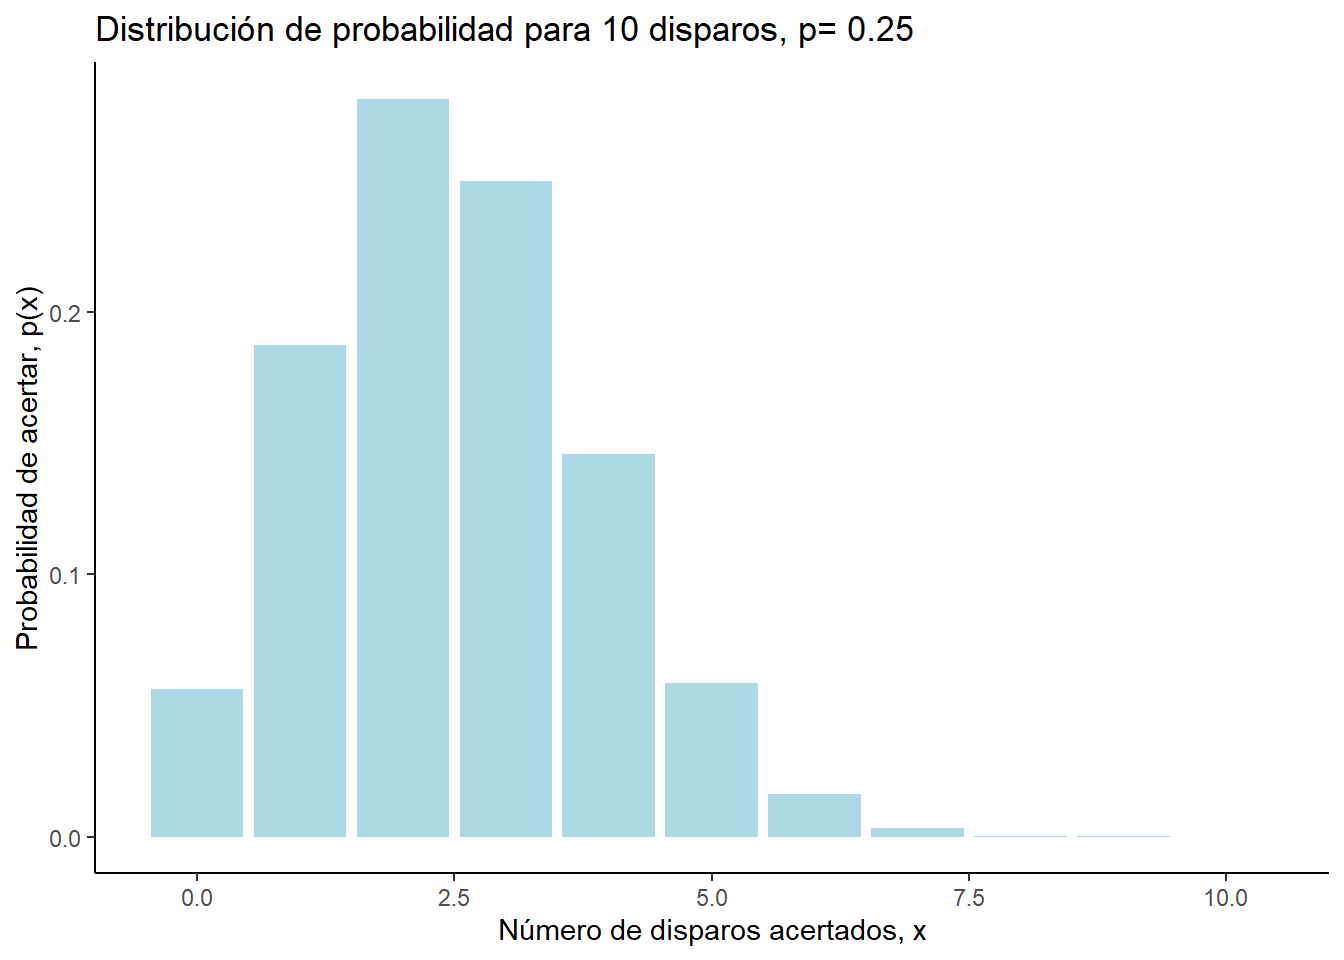 Distribución de probabilidad para 10 disparos, p= 0.25
Probabilidad de acertar, p(x)
0.2
0.1
0.0
0.0 2.5 5.0 7.5 10.0
Número de disparos acertados, x